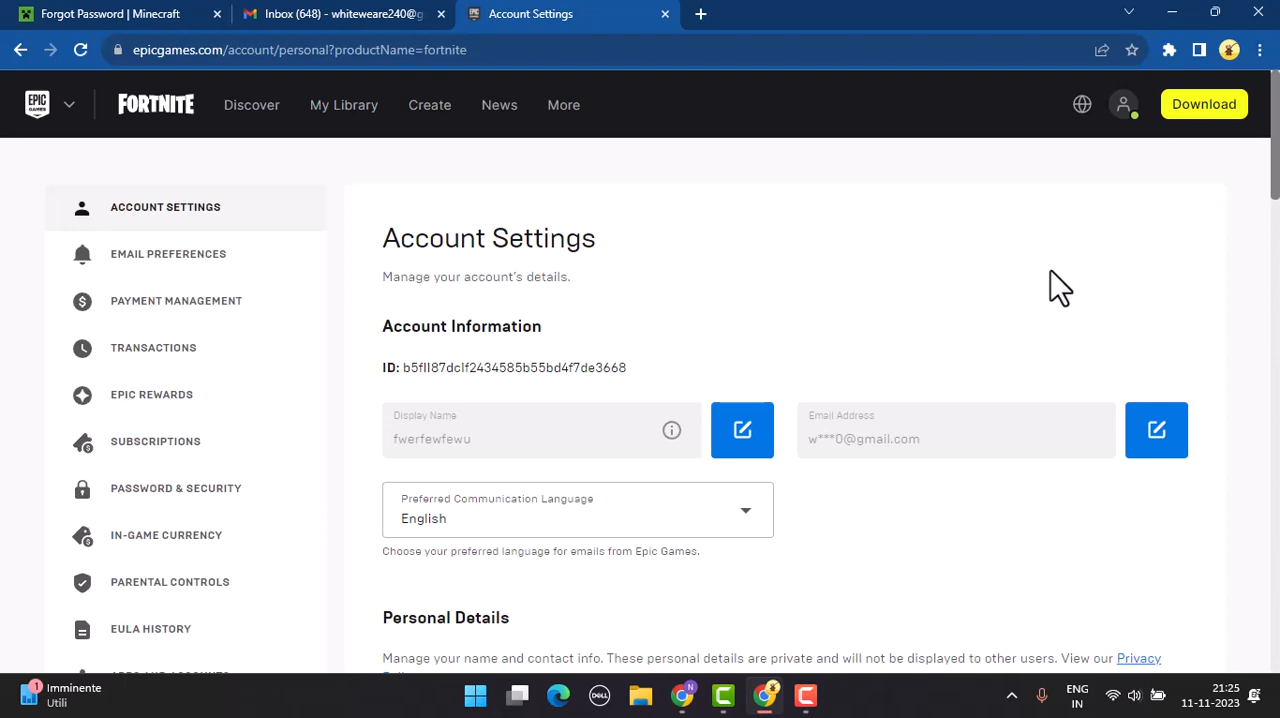 Forgot Password | Minecraft
Inbox (648) - whiteweare240@g
Account Settings
epicgames.com/account/personal?productName=fortnite
EPIC GAMES
FORTNITE
Discover
My Library
Create
News
More
Download
ACCOUNT SETTINGS
EMAIL PREFERENCES
PAYMENT MANAGEMENT
TRANSACTIONS
EPIC REWARDS
SUBSCRIPTIONS
PASSWORD & SECURITY
IN-GAME CURRENCY
PARENTAL CONTROLS
EULA HISTORY
Account Settings
Manage your account's details.
Account Information
ID: b5f1187dc1f2434585b55bd4f7de3668
Display Name
fwerfewfewu
Email Address
w***0@gmail.com
Preferred Communication Language
English
Choose your preferred language for emails from Epic Games.
Personal Details
Manage your name and contact info. These personal details are private and will not be displayed to other users. View our Privacy
1
Imminente
Utili
DELL
N
ENG
IN
21:25
11-11-2023